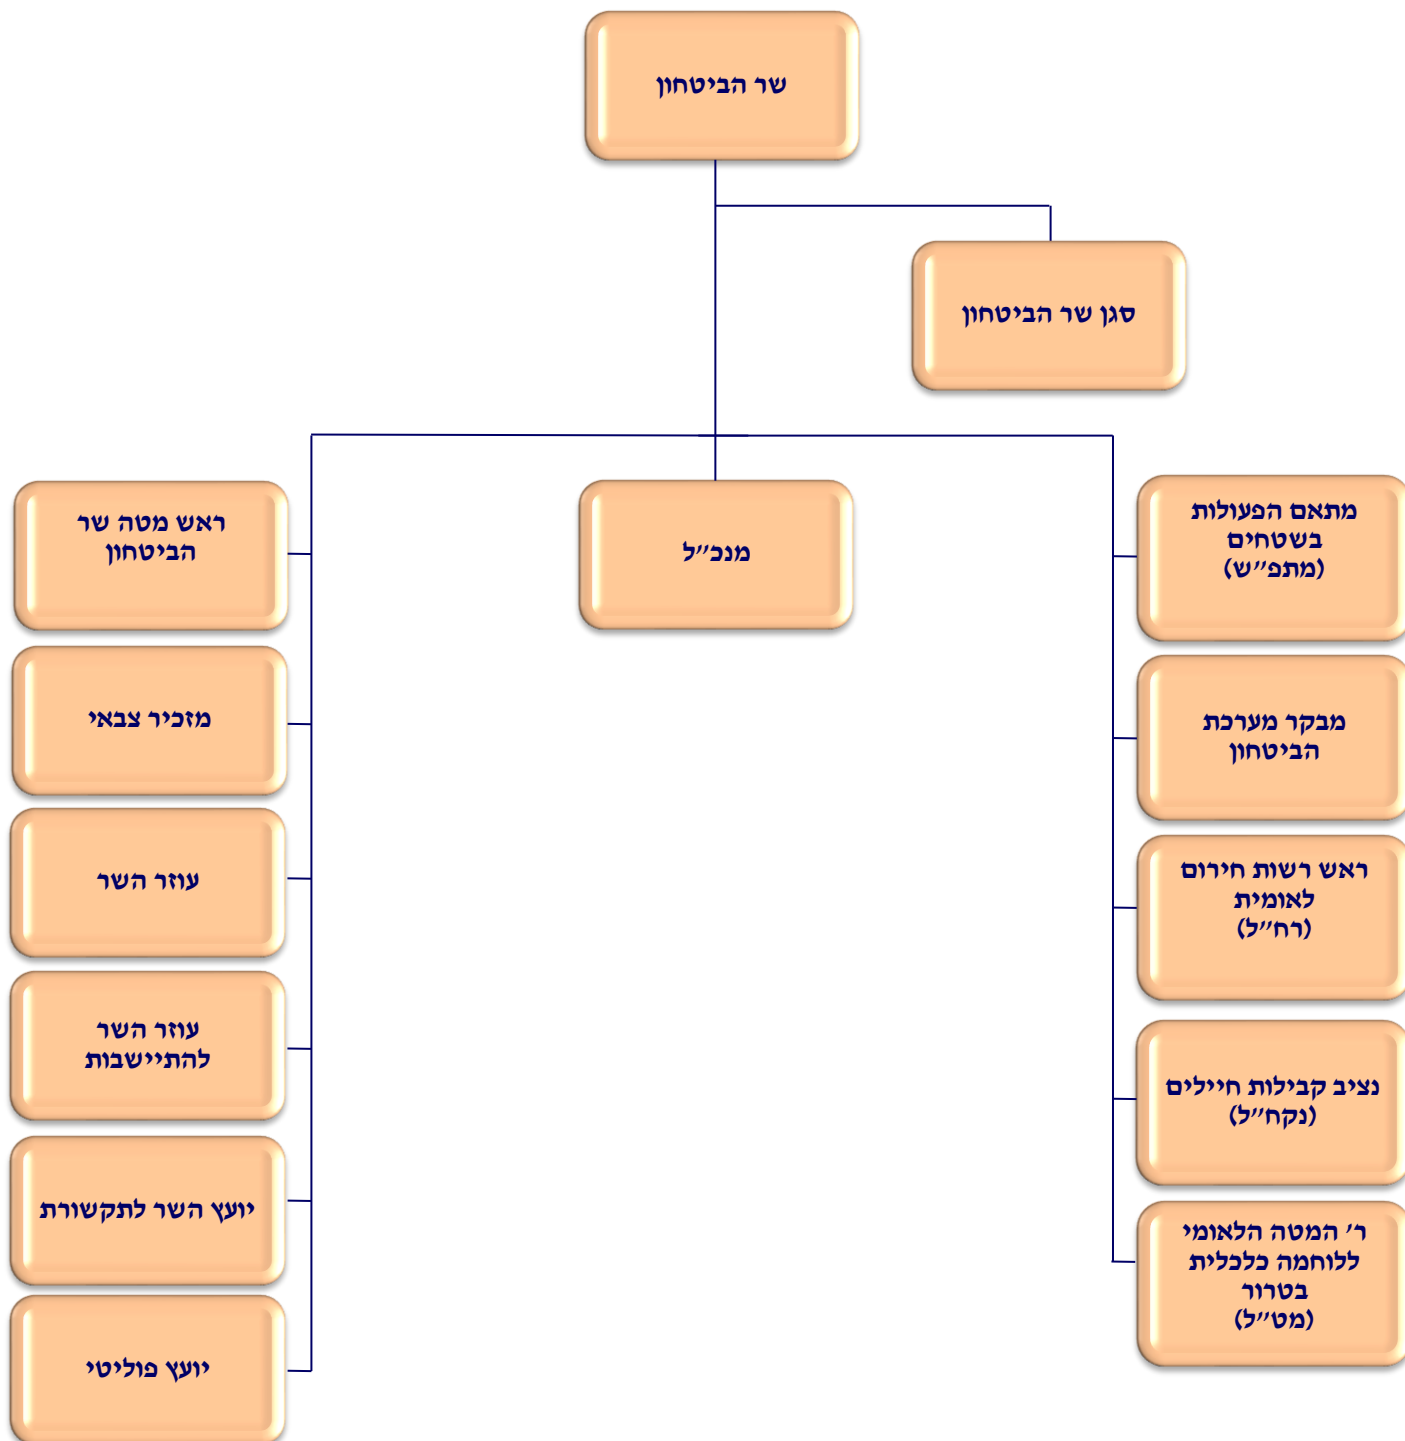 שר הביטחון
סגן שר הביטחון
מתאם הפעולות
בשטחים
(מתפ״ש)
מבקר מערכת
הביטחון
ראש רשות חירום
לאומית
(רח״ל)
נציב קבילות חיילים
(נקח״ל)
ר׳ המטה הלאומי
ללוחמה כלכלית
בטרור
(מט״ל)
מנכ״ל
ראש מטה שר
הביטחון
מזכיר צבאי
עוזר השר
עוזר השר
להתיישבות
יועץ השר לתקשורת
יועץ פוליטי